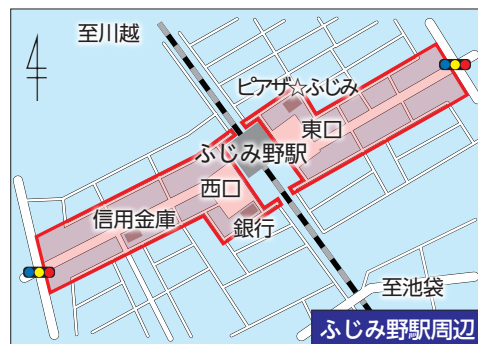 至川越
ピアザ☆ふじみ
東口
ふじみ野駅
西口
信用金庫
銀行
至池袋
ふじみ野駅周辺